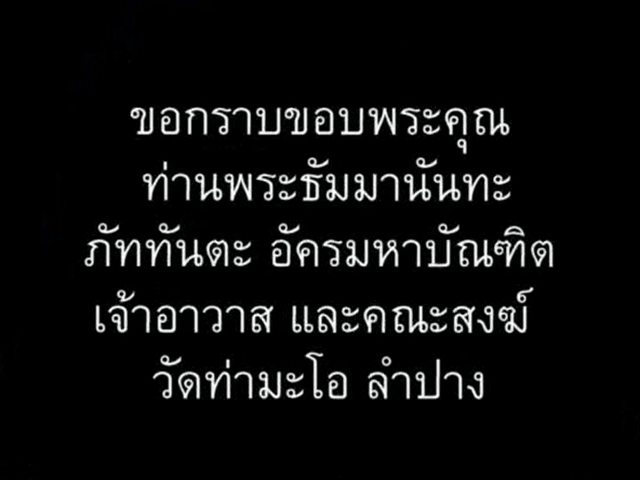 ขอกราบขอบพระคุณ
ท่านพระธัมมานันทะ
ภัททันตะ อัครมหาบัณฑิต
เจ้าอาวาส และคณะสงฆ์
วัดท่ามะโอ ลำปาง